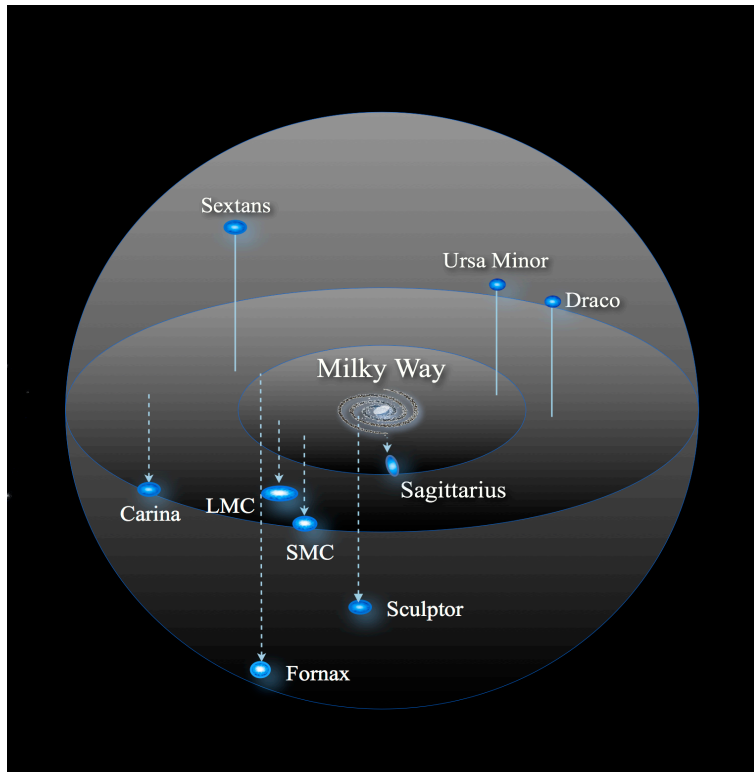 Sextans
Ursa Minor
Draco
Milky Way
Sagittarius
Carina
LMC
SMC
Sculptor
Fornax